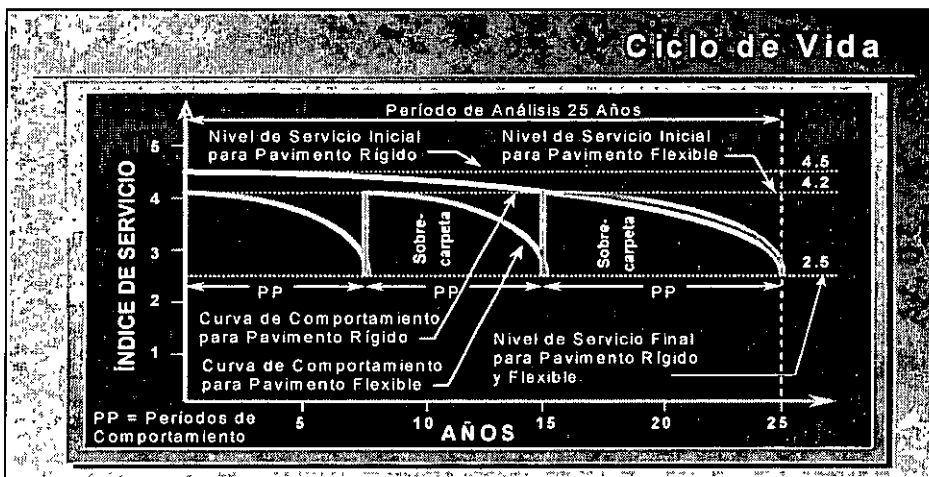 Ciclo de Vida
Período de Análisis 25 Años
Nivel de Servicio Inicial
para Pavimento Rígido
Nivel de Servicio Inicial
para Pavimento Flexible
4.5
4.2
2.5
ÍNDICE DE SERVICIO
5
4
3
2
1
Sobre-
carpeta
Sobre-
carpeta
PP
PP
PP
Curva de Comportamiento
para Pavimento Rígido
Curva de Comportamiento
para Pavimento Flexible
Nivel de Servicio Final
para Pavimento Rígido
y Flexible
5
10
15
20
25
AÑOS
PP = Períodos de
Comportamiento